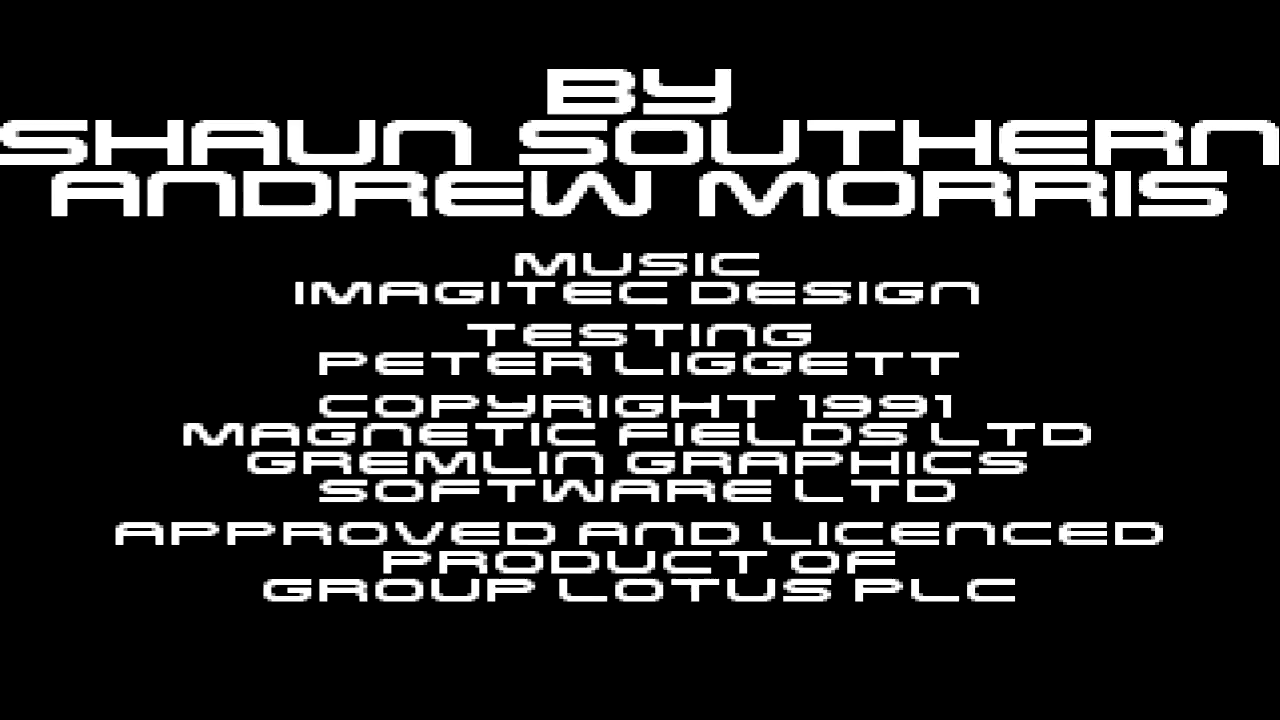 BY
SHAUN SOUTHERN
ANDREW MORRIS
MUSIC
IMAGITEC DESIGN
TESTING
PETER LIGGETT
COPYRIGHT 1991
MAGNETIC FIELDS LTD
GREMLIN GRAPHICS
SOFTWARE LTD
APPROVED AND LICENCED
PRODUCT OF
GROUP LOTUS PLC